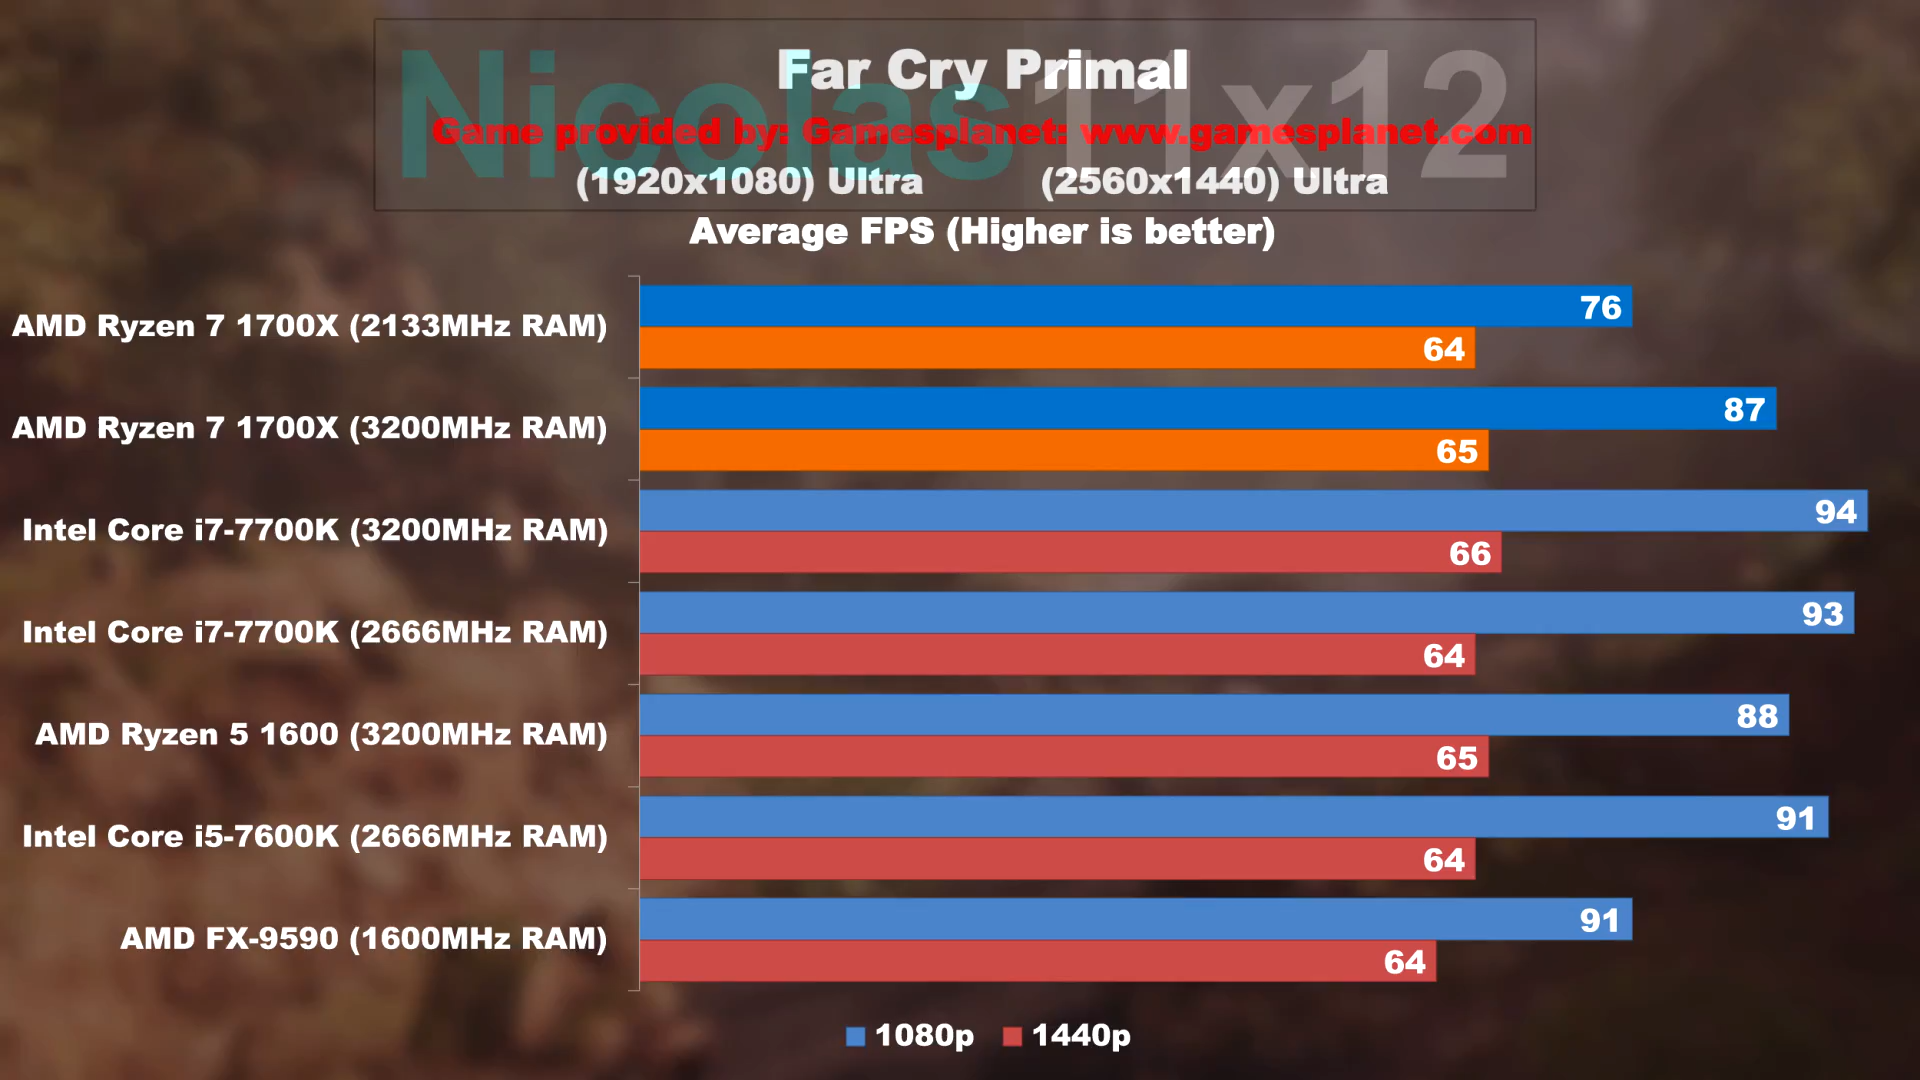 Nicolas11x12
Far Cry Primal
Game provided by: Gamesplanet: www.gamesplanet.com
(1920x1080) Ultra (2560x1440) Ultra
Average FPS (Higher is better)
AMD Ryzen 7 1700X (2133MHz RAM)
76
64
AMD Ryzen 7 1700X (3200MHz RAM)
87
65
Intel Core i7-7700K (3200MHz RAM)
94
66
Intel Core i7-7700K (2666MHz RAM)
93
64
AMD Ryzen 5 1600 (3200MHz RAM)
88
65
Intel Core i5-7600K (2666MHz RAM)
91
64
AMD FX-9590 (1600MHz RAM)
91
64
1080p 1440p